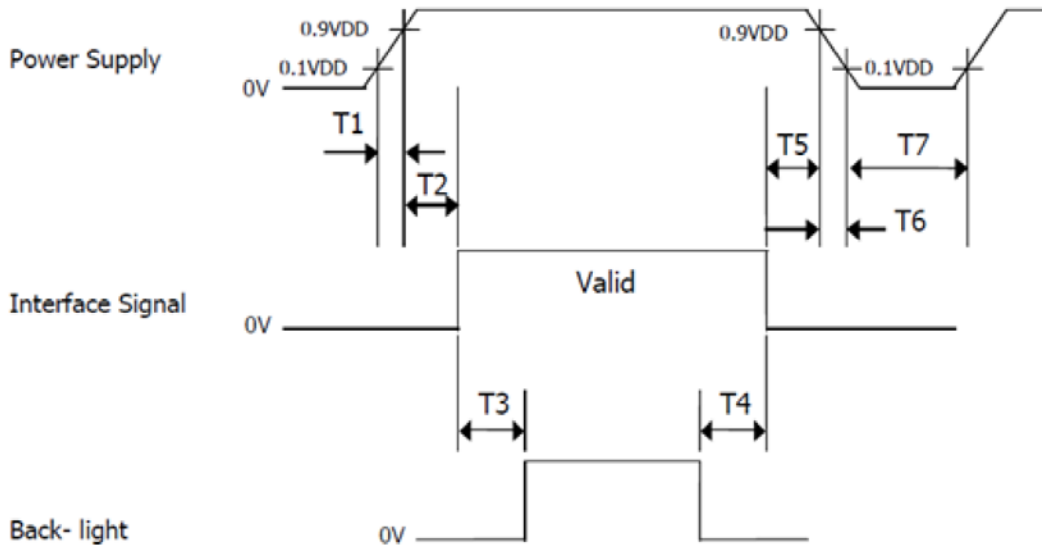 Power Supply
0.9VDD
0.1VDD
0V
0.9VDD
0.1VDD
T1
T2
T5
T7
T6
Interface Signal
0V
Valid
T3
T4
Back- light
0V